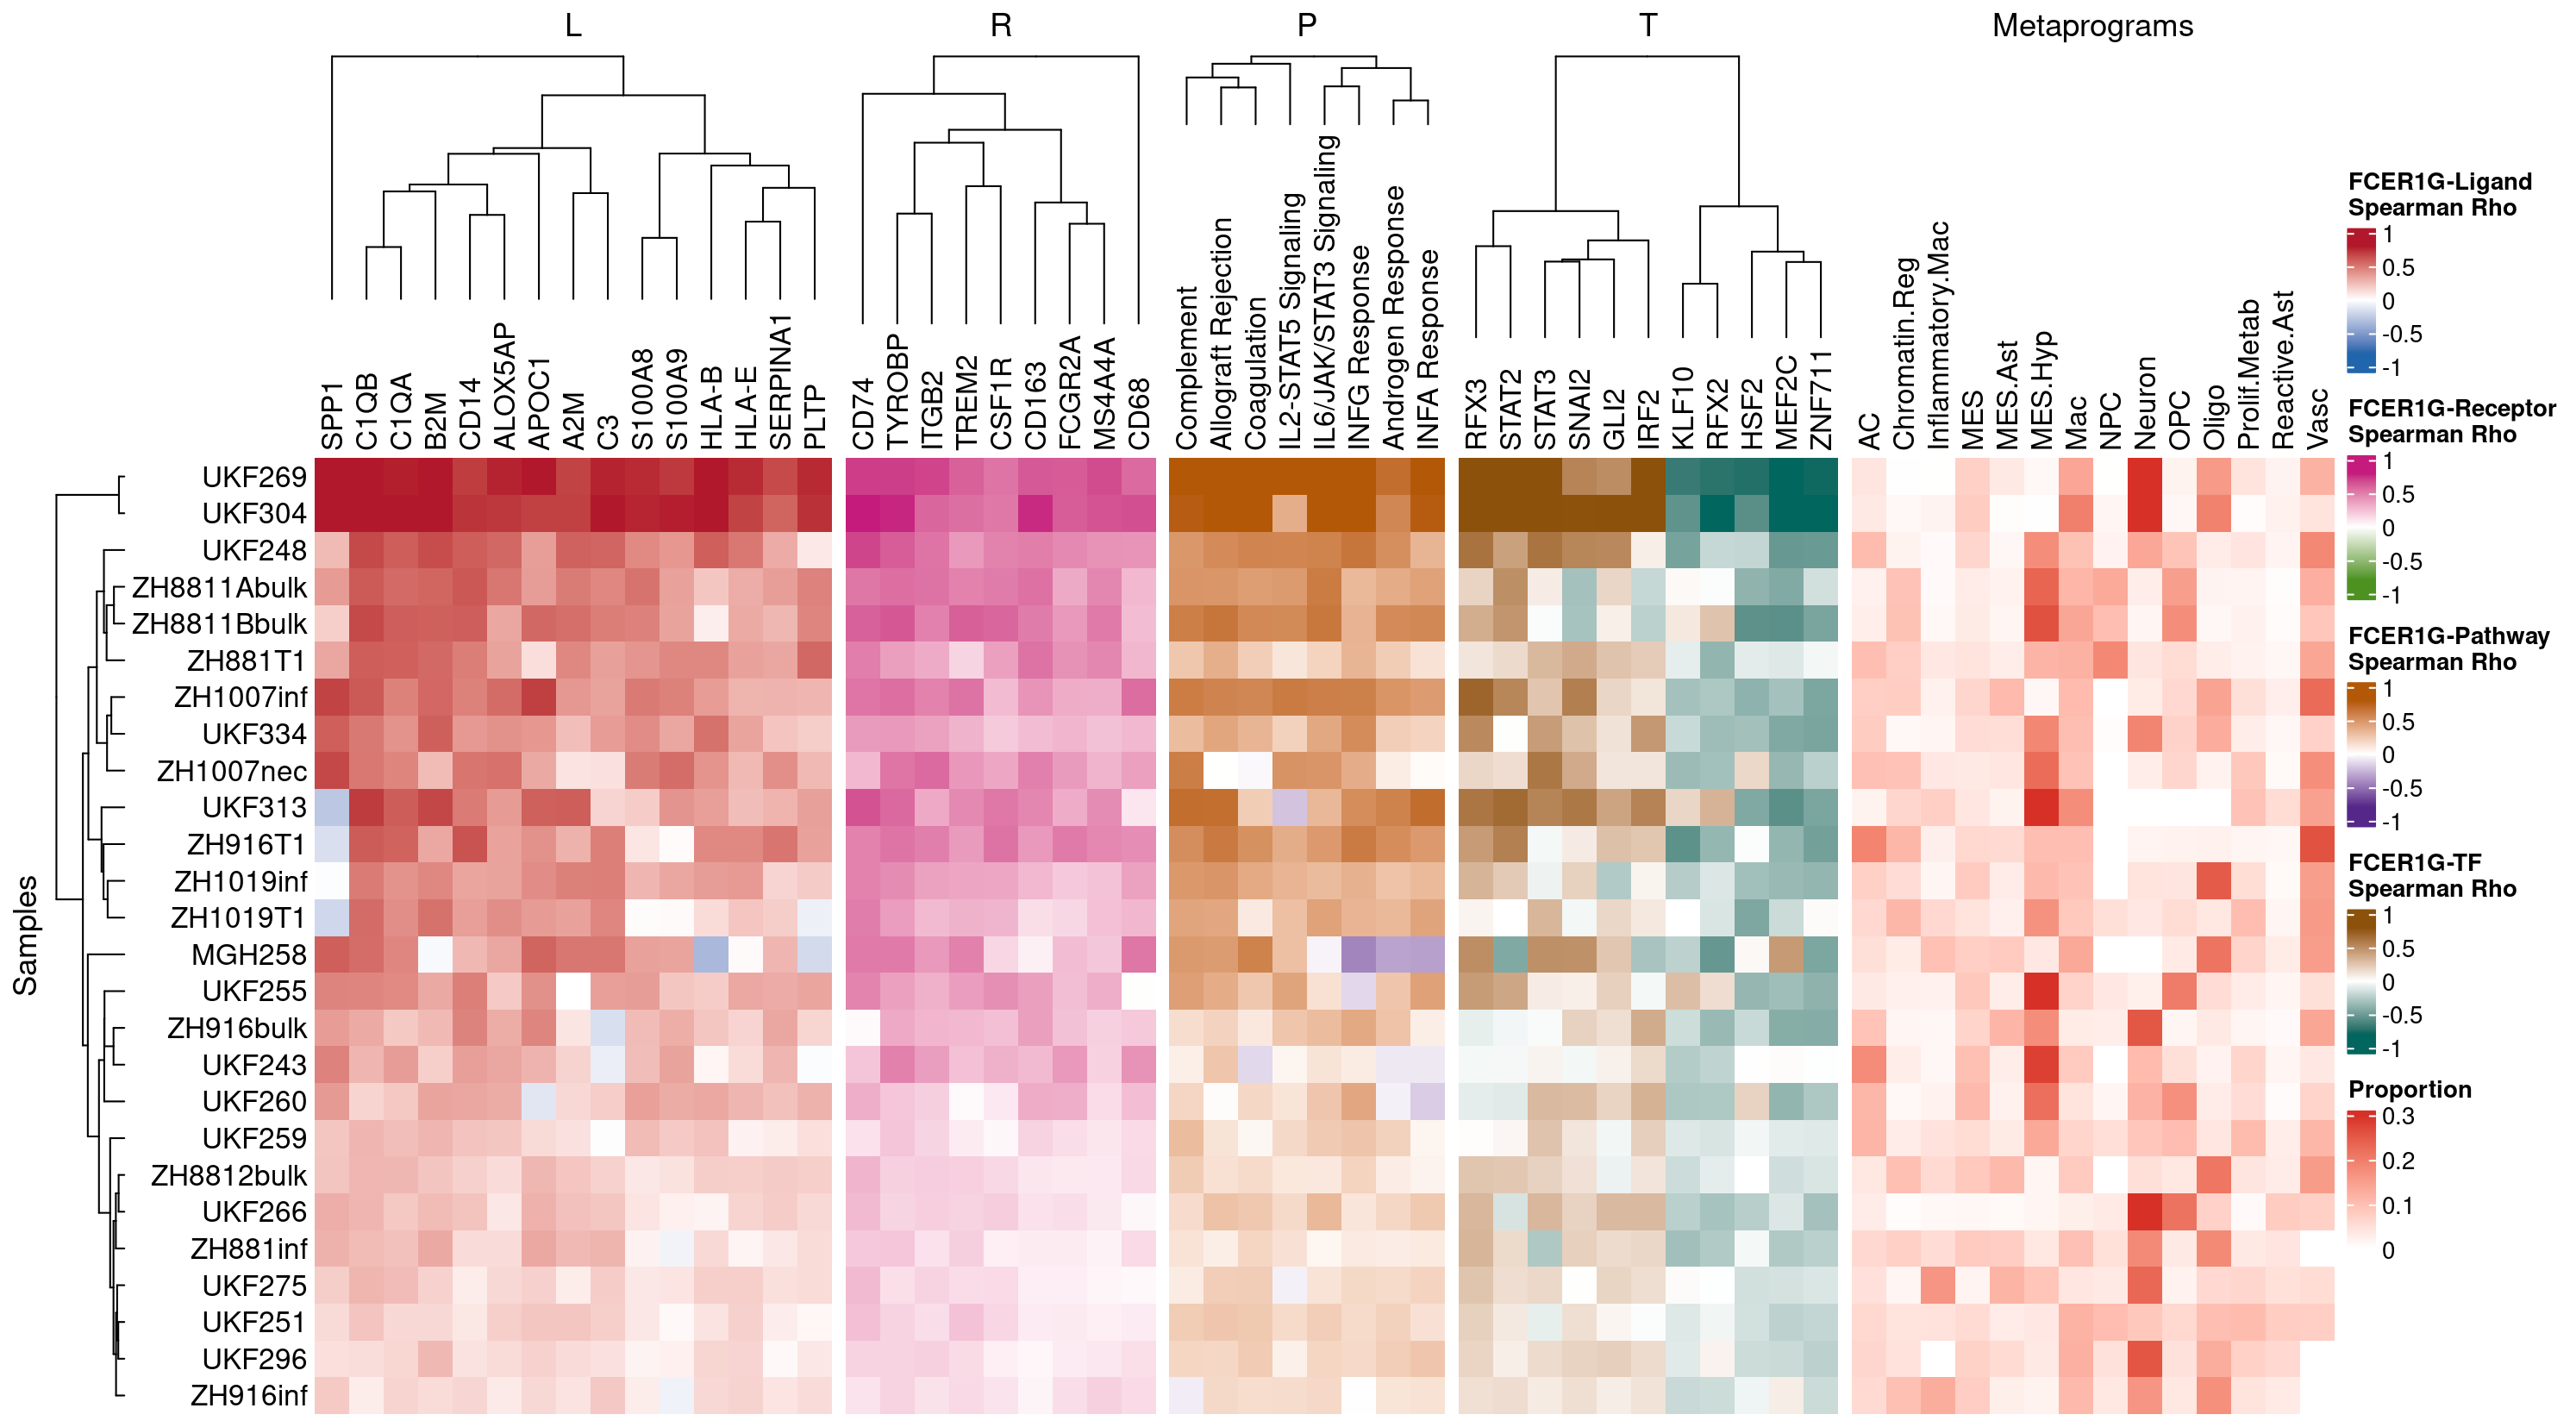 L
R
P
T
Metaprograms
SPP1
C1QB
C1QA
B2M
CD14
ALOX5AP
APOC1
A2M
C3
S100A8
S100A9
HLA-B
HLA-E
SERPINA1
PLTP
CD74
TYROBP
ITGB2
TREM2
CSF1R
CD163
FCGR2A
MS4A4A
CD68
Complement
Allograft Rejection
Coagulation
IL2-STAT5 Signaling
IL6/JAK/STAT3 Signaling
INFG Response
Androgen Response
INFA Response
RFX3
STAT2
STAT3
SNAI2
GLI2
IRF2
KLF10
RFX2
HSF2
MEF2C
ZNF711
AC
Chromatin.Reg
Inflammatory.Mac
MES
MES.Ast
MES.Hyp
Mac
NPC
Neuron
OPC
Oligo
Prolif.Metab
Reactive.Ast
Vasc
Samples
UKF269
UKF304
UKF248
ZH8811Abulk
ZH8811Bbulk
ZH881T1
ZH1007inf
UKF334
ZH1007nec
UKF313
ZH916T1
ZH1019inf
ZH1019T1
MGH258
UKF255
ZH916bulk
UKF243
UKF260
UKF259
ZH8812bulk
UKF266
ZH881inf
UKF275
UKF251
UKF296
ZH916inf
FCER1G-Ligand
Spearman Rho
1
0.5
0
-0.5
-1
FCER1G-Receptor
Spearman Rho
1
0.5
0
-0.5
-1
FCER1G-Pathway
Spearman Rho
1
0.5
0
-0.5
-1
FCER1G-TF
Spearman Rho
1
0.5
0
-0.5
-1
Proportion
0.3
0.2
0.1
0